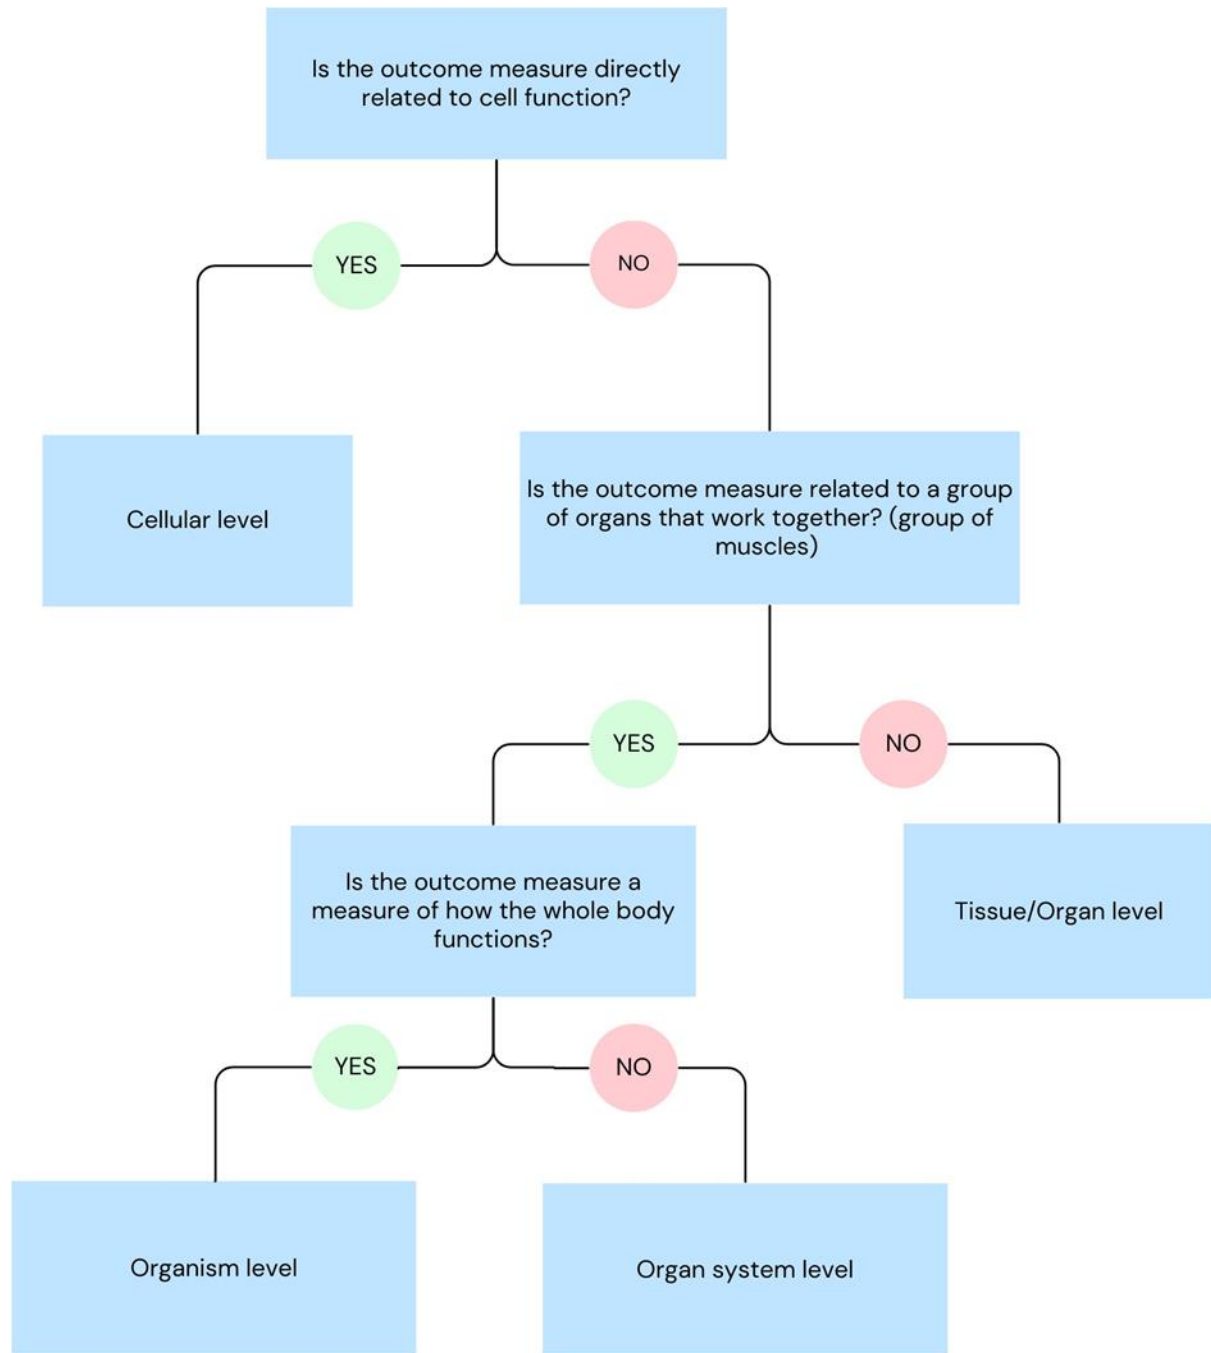 Is the outcome measure directly
related to cell function?
YES
NO
Cellular level
Is the outcome measure related to a group
of organs that work together? (group of
muscles)
YES
NO
Is the outcome measure a
measure of how the whole body
functions?
Tissue/Organ level
YES
NO
Organism level
Organ system level